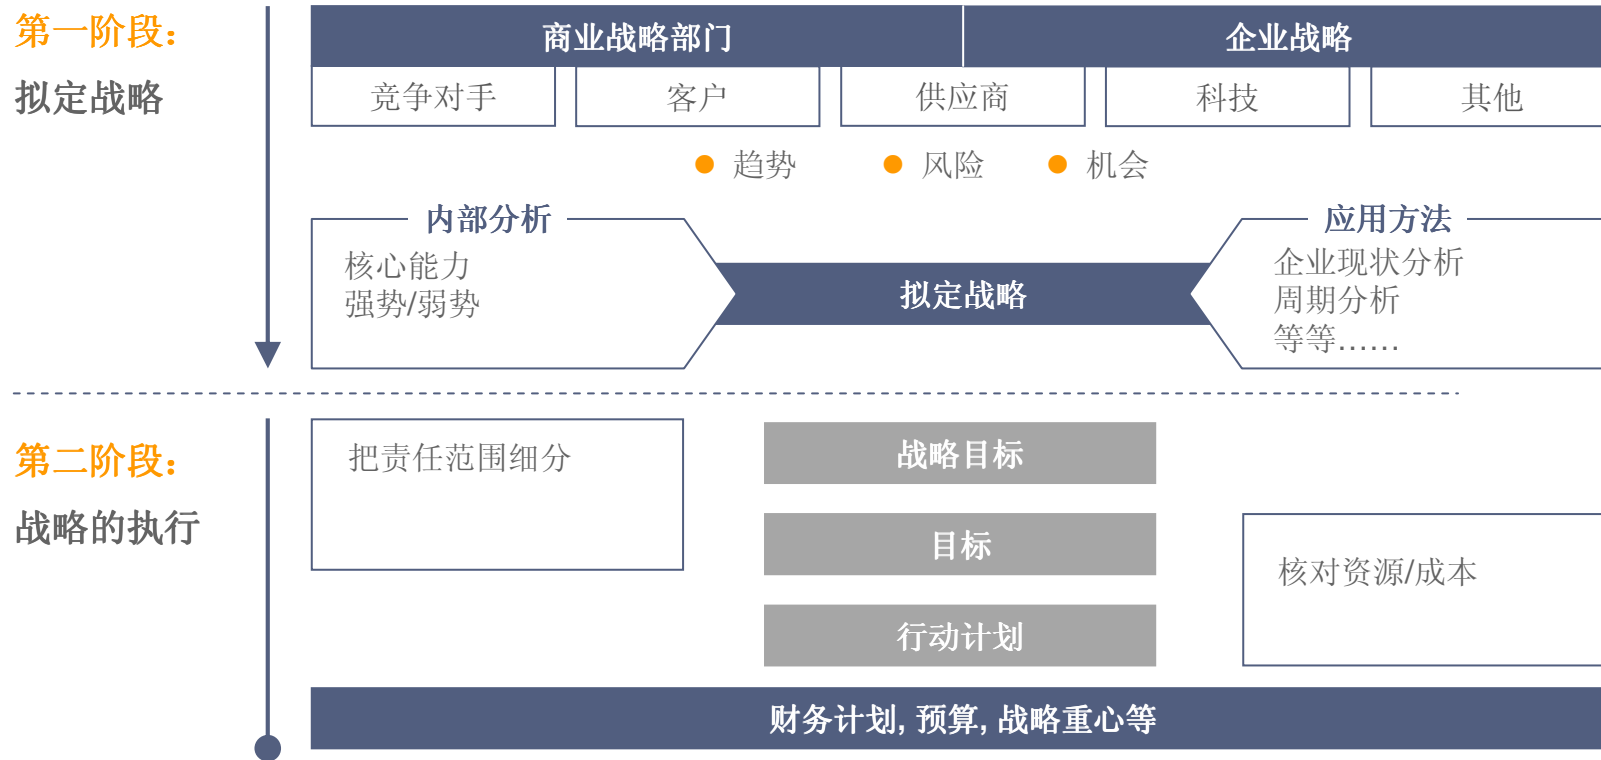 第一阶段：
拟定战略
商业战略部门
企业战略
竞争对手
客户
供应商
科技
其他
趋势
风险
机会
内部分析
核心能力
强势/弱势
拟定战略
应用方法
企业现状分析
周期分析
等等……
第二阶段：
战略的执行
把责任范围细分
战略目标
目标
行动计划
核对资源/成本
财务计划, 预算, 战略重心等